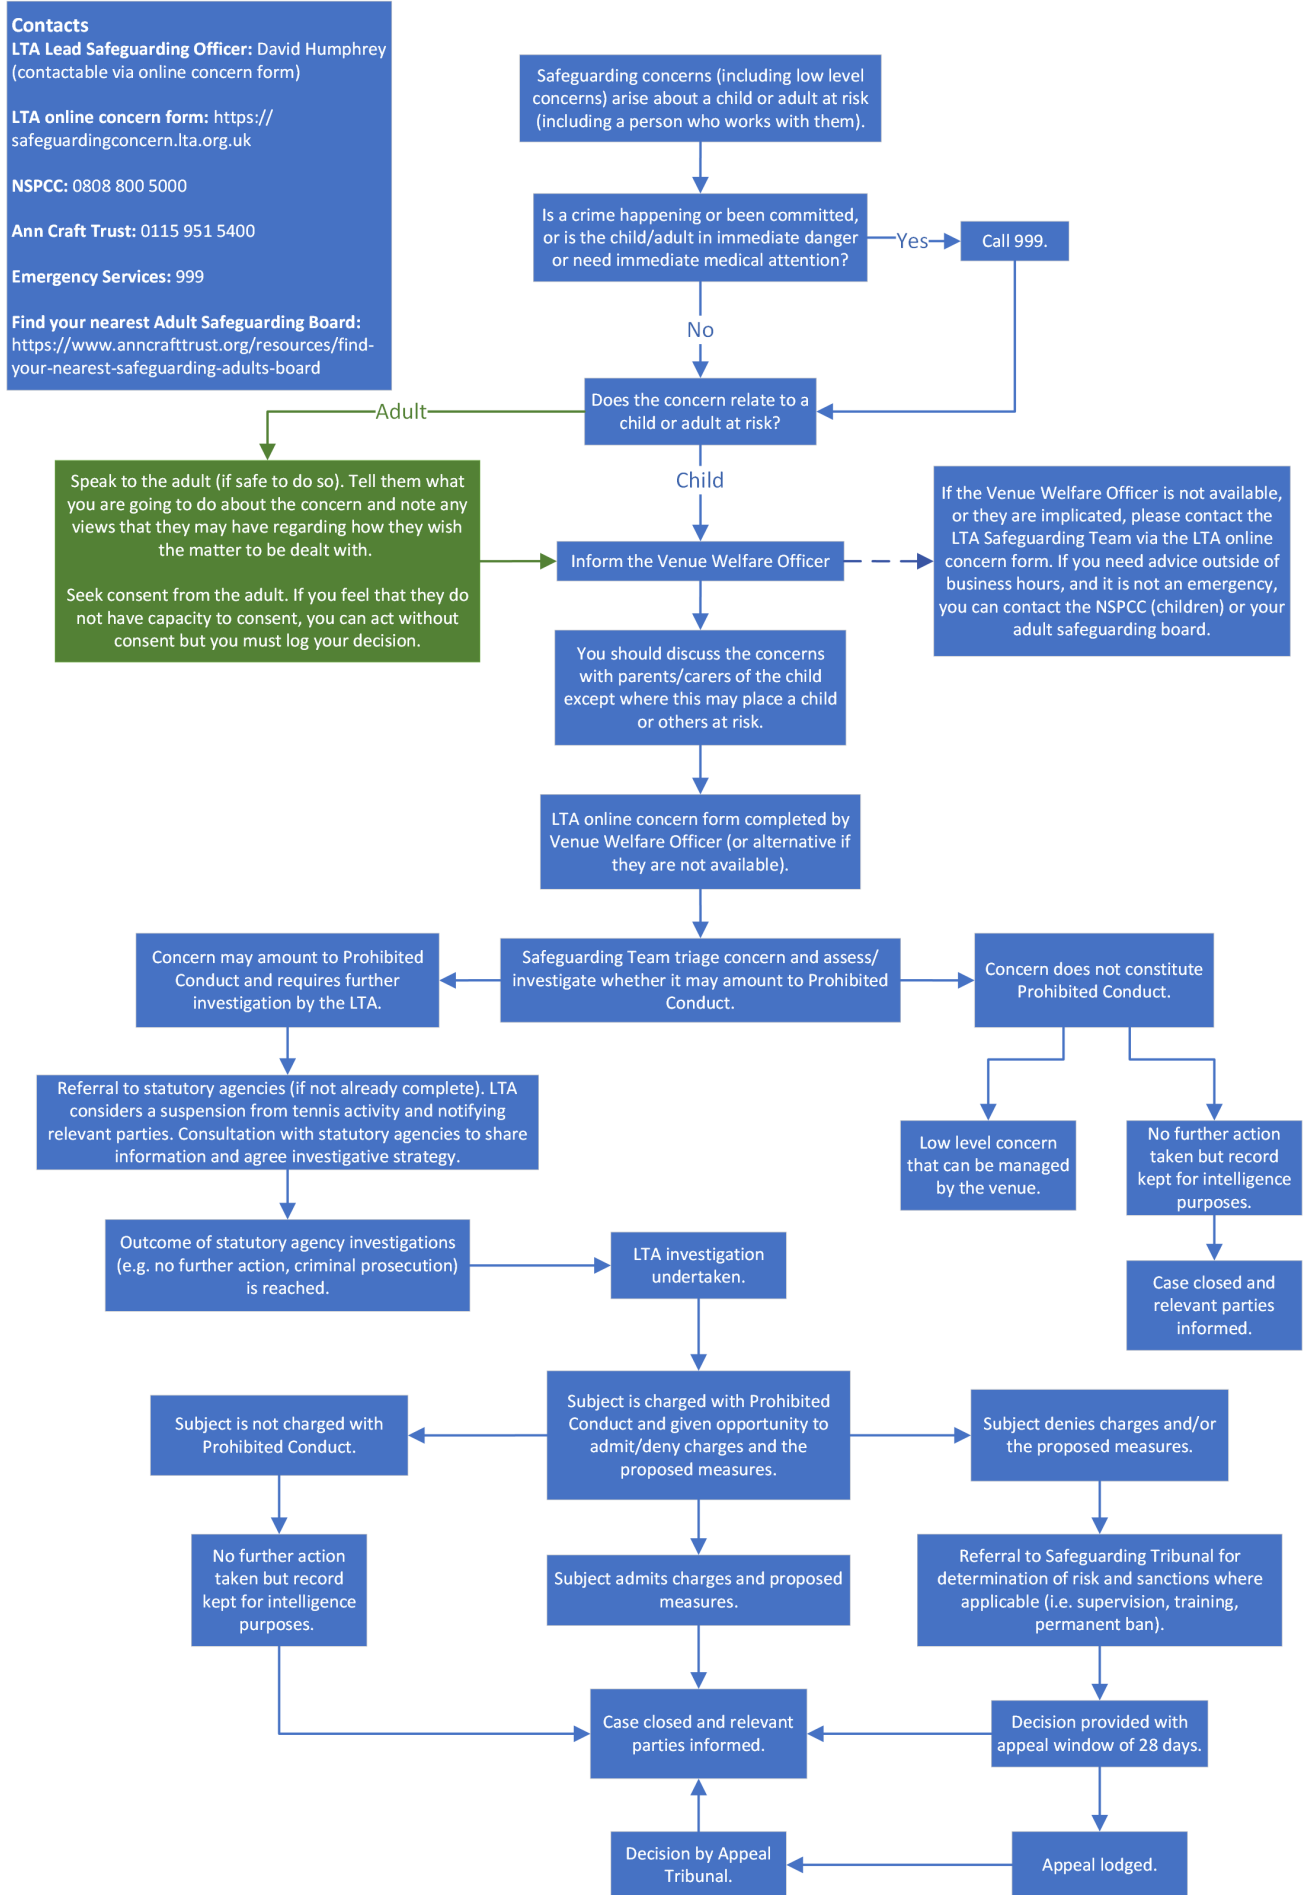 Contacts
LTA Lead Safeguarding Officer: David Humphrey
(contactable via online concern form)
LTA online concern form: https://
safeguardingconcern.lta.org.uk
NSPCC: 0808 800 5000
Ann Craft Trust: 0115 951 5400
Emergency Services: 999
Find your nearest Adult Safeguarding Board:
https://www.anncrafttrust.org/resources/find-
your-nearest-safeguarding-adults-board
Safeguarding concerns (including low level
concerns) arise about a child or adult at risk
(including a person who works with them).
Is a crime happening or been committed,
or is the child/adult in immediate danger
or need immediate medical attention?
Yes
Call 999.
No
Does the concern relate to a
child or adult at risk?
Adult
Speak to the adult (if safe to do so). Tell them what
you are going to do about the concern and note any
views that they may have regarding how they wish
the matter to be dealt with.
Seek consent from the adult. If you feel that they do
not have capacity to consent, you can act without
consent but you must log your decision.
Child
Inform the Venue Welfare Officer
If the Venue Welfare Officer is not available,
or they are implicated, please contact the
LTA Safeguarding Team via the LTA online
concern form. If you need advice outside of
business hours, and it is not an emergency,
you can contact the NSPCC (children) or your
adult safeguarding board.
You should discuss the concerns
with parents/carers of the child
except where this may place a child
or others at risk.
LTA online concern form completed by
Venue Welfare Officer (or alternative if
they are not available).
Safeguarding Team triage concern and assess/
investigate whether it may amount to Prohibited
Conduct.
Concern may amount to Prohibited
Conduct and requires further
investigation by the LTA.
Concern does not constitute
Prohibited Conduct.
Referral to statutory agencies (if not already complete). LTA
considers a suspension from tennis activity and notifying
relevant parties. Consultation with statutory agencies to share
information and agree investigative strategy.
Low level concern
that can be managed
by the venue.
No further action
taken but record
kept for intelligence
purposes.
Case closed and
relevant parties
informed.
Outcome of statutory agency investigations
(e.g. no further action, criminal prosecution)
is reached.
LTA investigation
undertaken.
Subject is charged with Prohibited
Conduct and given opportunity to
admit/deny charges and the
proposed measures.
Subject is not charged with
Prohibited Conduct.
Subject denies charges and/or
the proposed measures.
No further action
taken but record
kept for intelligence
purposes.
Subject admits charges and proposed
measures.
Referral to Safeguarding Tribunal for
determination of risk and sanctions where
applicable (i.e. supervision, training,
permanent ban).
Case closed and relevant
parties informed.
Decision provided with
appeal window of 28 days.
Decision by Appeal
Tribunal.
Appeal lodged.